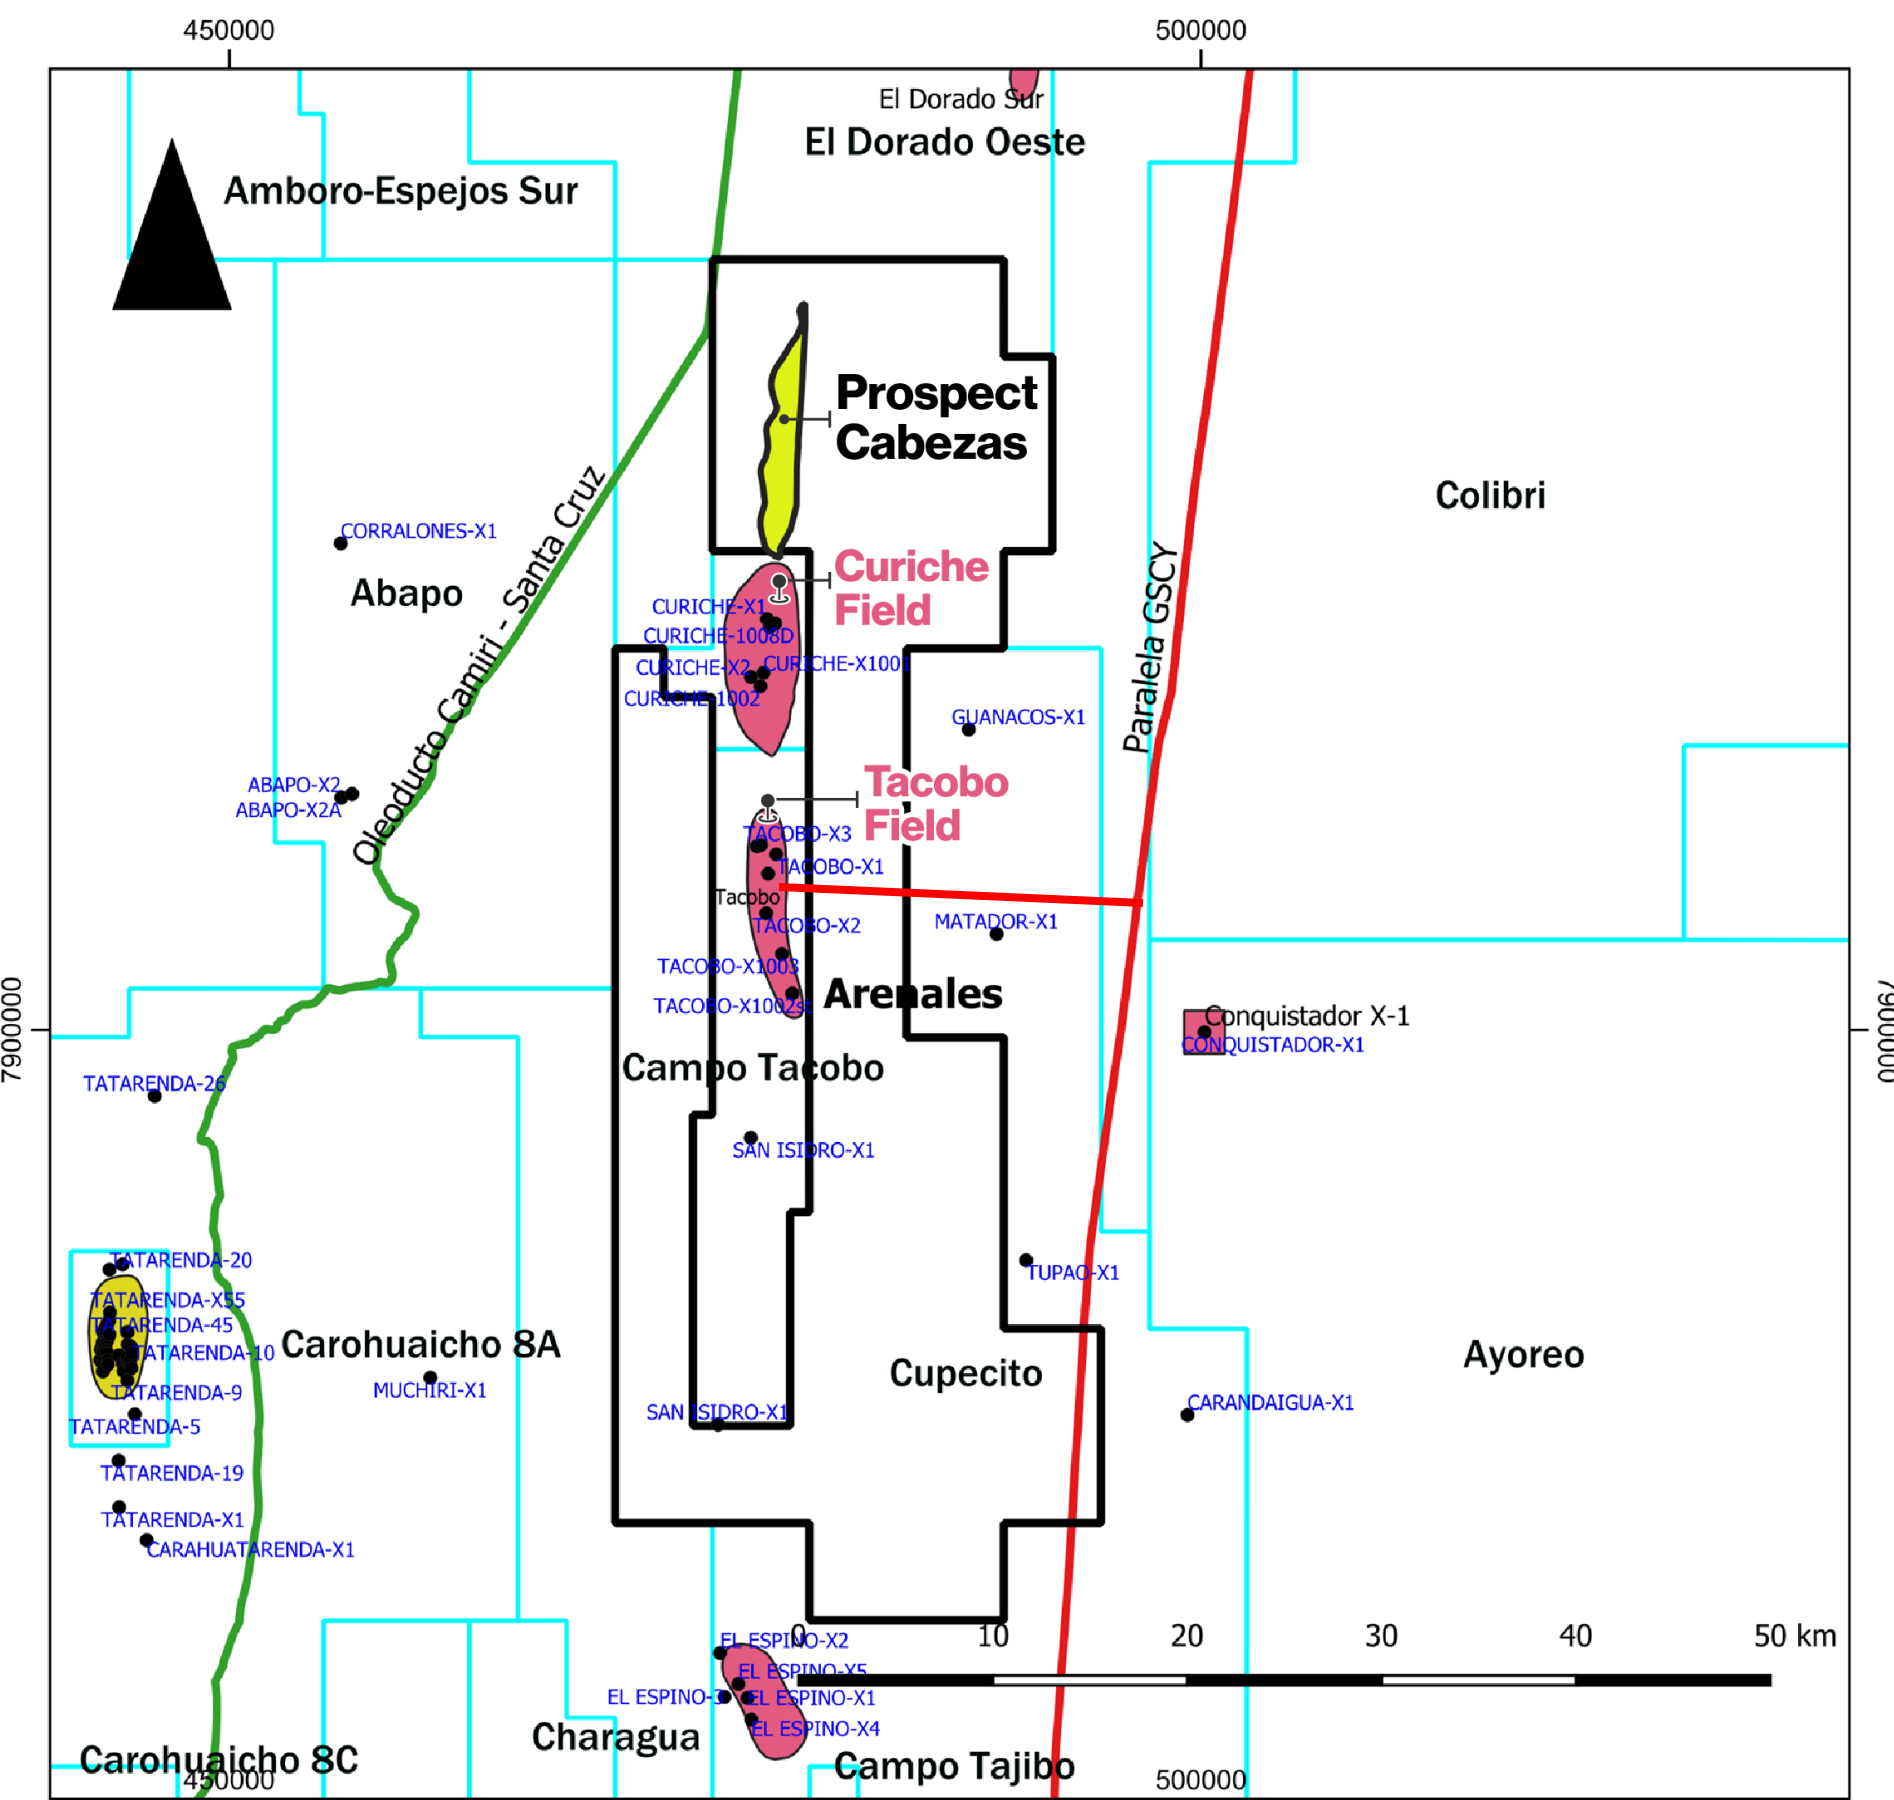 450000
500000
El Dorado Sur
El Dorado Oeste
Amboro-Espejos Sur
Prospect
Cabezas
Colibri
CORRALONES-X1
Abapo
Oleoducto Camiri - Santa Cruz
Paralela GSCY
Curiche
Field
CURICHE-X1
CURICHE-1008D
CURICHE-X2
CURICHE-X1001
CURICHE-1002
GUANACOS-X1
ABAPO-X2
ABAPO-X2A
Tacobo
Field
TACOBO-X3
TACOBO-X1
Tacobo
TACOBO-X2
MATADOR-X1
TACOBO-X1003
TACOBO-X1002st
Arenales
7900000
7900000
Conquistador X-1
CONQUISTADOR-X1
Campo Tacobo
TATARENDA-26
SAN ISIDRO-X1
TATARENDA-20
TUPAO-X1
TATARENDA-X55
TATARENDA-45
TATARENDA-10
Carohuaicho 8A
Cupecito
Ayoreo
TATARENDA-9
MUCHIRI-X1
SAN ISIDRO-X1
CARANDAIGUA-X1
TATARENDA-5
TATARENDA-19
TATARENDA-X1
CARAHUATARENDA-X1
0 10 20 30 40 50 km
EL ESPINO-X2
EL ESPINO-X5
EL ESPINO-3
EL ESPINO-X1
EL ESPINO-X4
Charagua
Carohuaicho 8C
Campo Tajibo
450000
500000